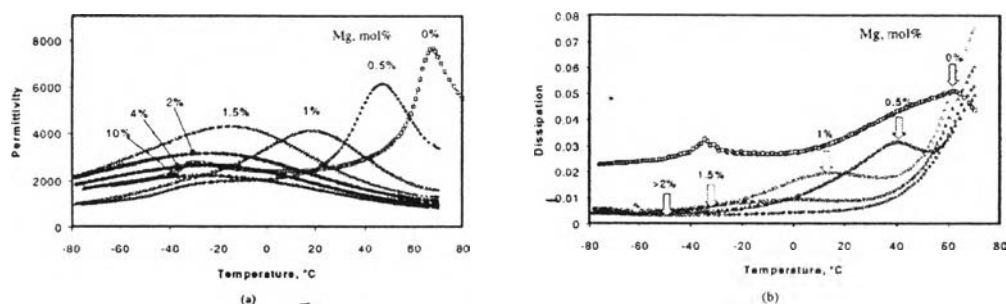 (a)
8000
6000
4000
2000
0
Permittivity
Mg, mol%
0%
0.5%
1%
1.5%
2%
4%
10%
-80 -60 -40 -20 0 20 40 60 80
Temperature, °C
(a)
(b)
0.08
0.07
0.06
0.05
0.04
0.03
0.02
0.01
0
Dissipation
Mg, mol%
0%
0.5%
1%
1.5%
>2%
-80 -60 -40 -20 0 20 40 60 80
Temperature, °C
(b)